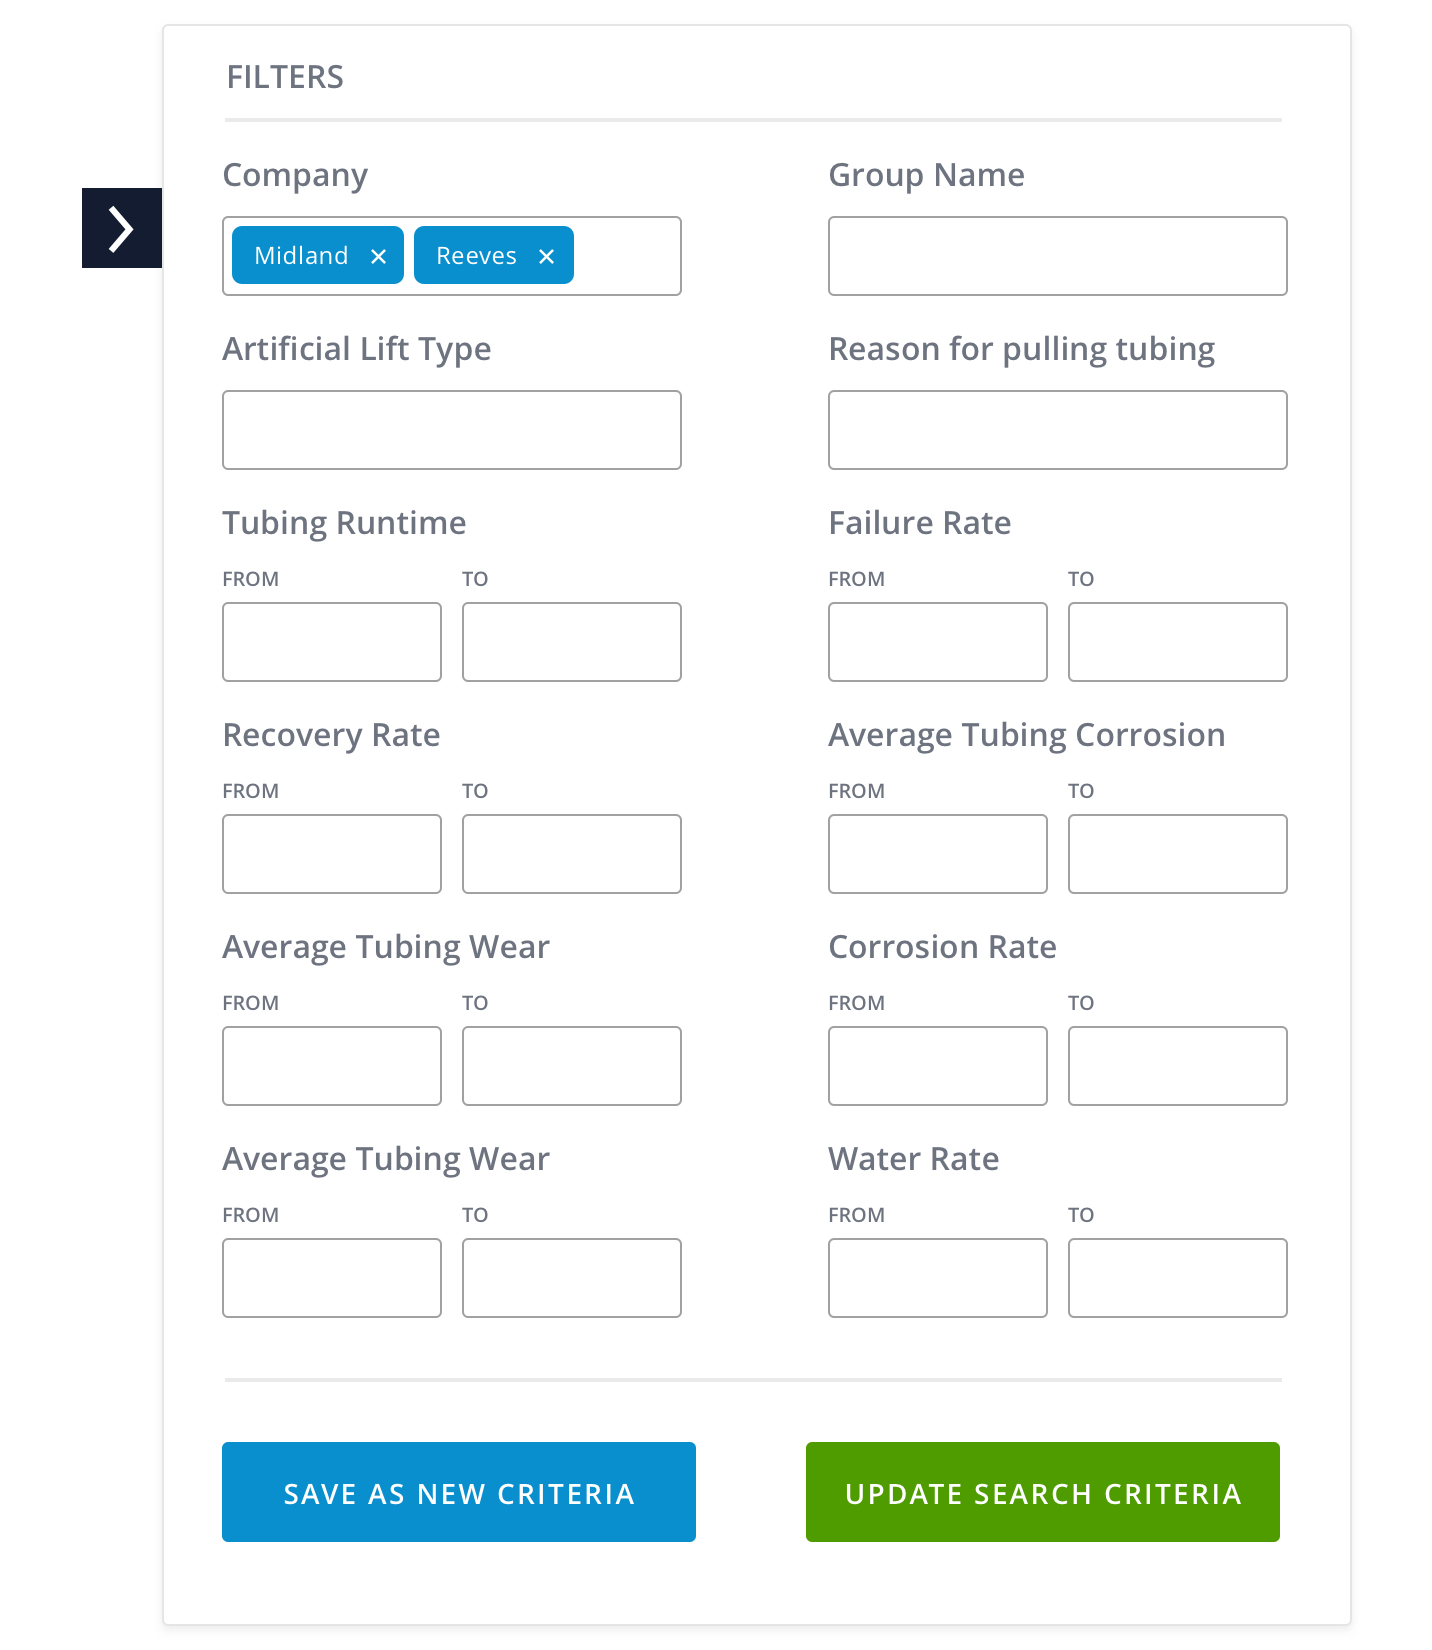 FILTERS
Company
Group Name
Midland × Reeves ×
Artificial Lift Type
Reason for pulling tubing
Tubing Runtime
Failure Rate
FROM TO
FROM TO
Recovery Rate
Average Tubing Corrosion
FROM TO
FROM TO
Average Tubing Wear
Corrosion Rate
FROM TO
FROM TO
Average Tubing Wear
Water Rate
FROM TO
FROM TO
SAVE AS NEW CRITERIA
UPDATE SEARCH CRITERIA